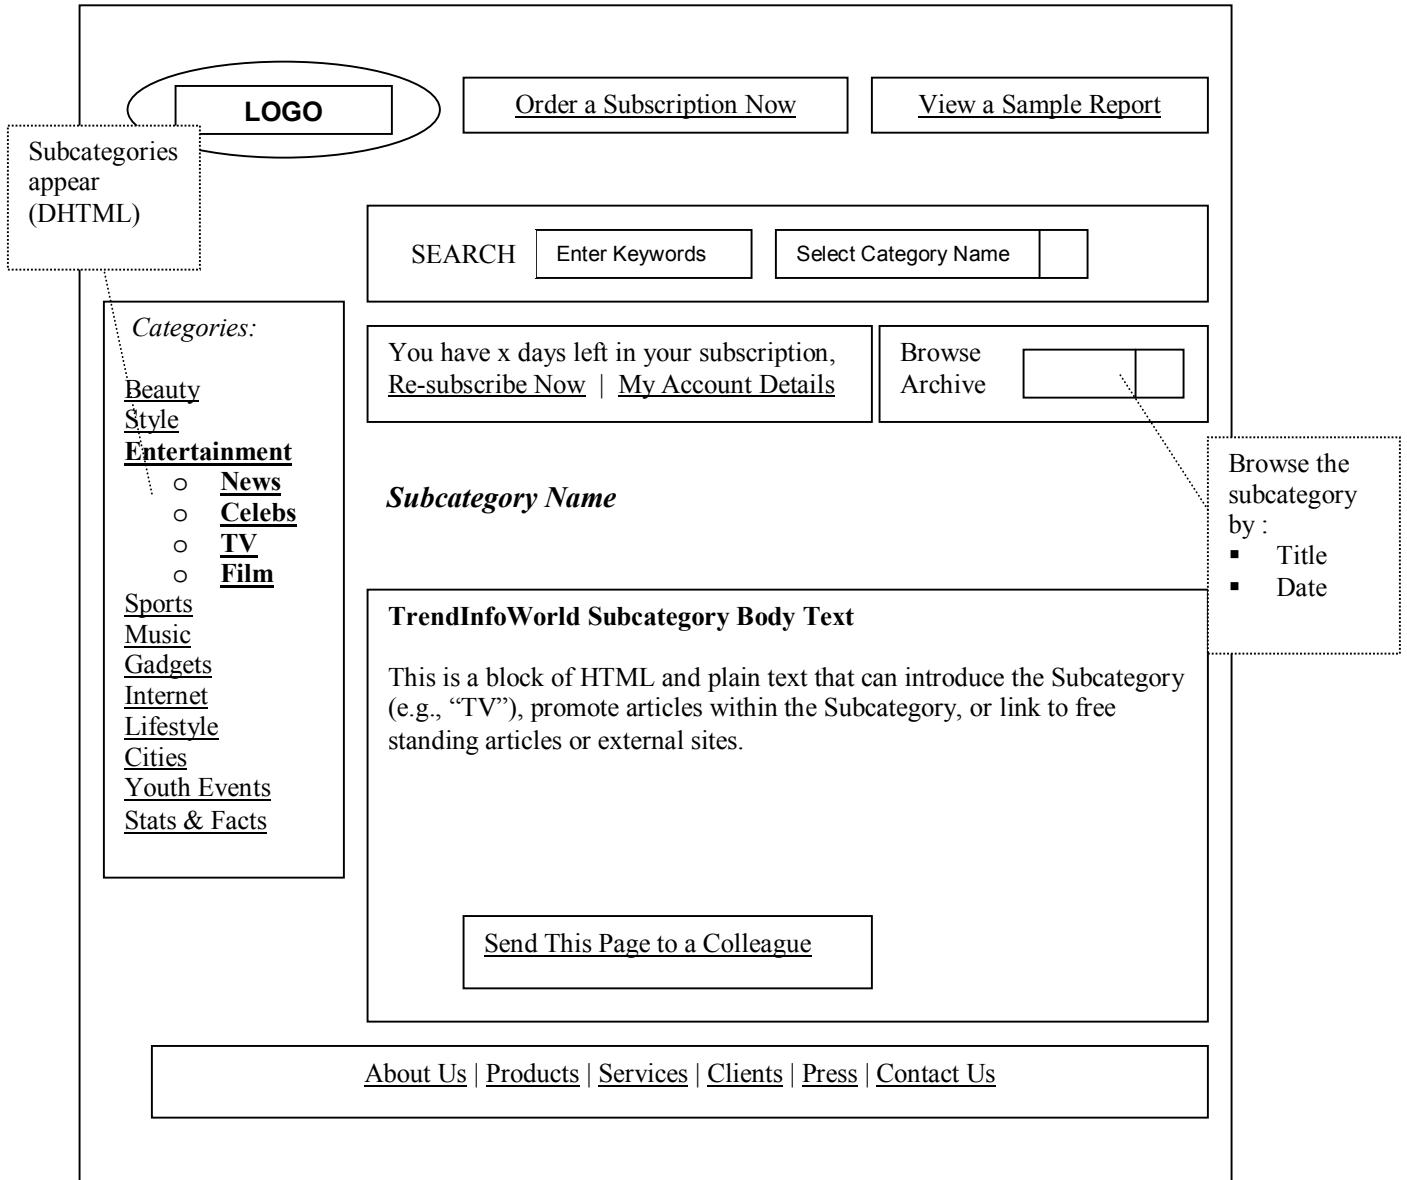 LOGO
Order a Subscription Now
View a Sample Report
Subcategories
appear
(DHTML)
SEARCH
Enter Keywords
Select Category Name
Categories:
Beauty
Style
Entertainment
o News
o Celebs
o TV
o Film
Sports
Music
Gadgets
Internet
Lifestyle
Cities
Youth Events
Stats & Facts
You have x days left in your subscription,
Re-subscribe Now | My Account Details
Browse
Archive
Browse the
subcategory
by :
▪ Title
▪ Date
Subcategory Name
TrendInfoWorld Subcategory Body Text
This is a block of HTML and plain text that can introduce the Subcategory
(e.g., “TV”), promote articles within the Subcategory, or link to free
standing articles or external sites.
Send This Page to a Colleague
About Us | Products | Services | Clients | Press | Contact Us